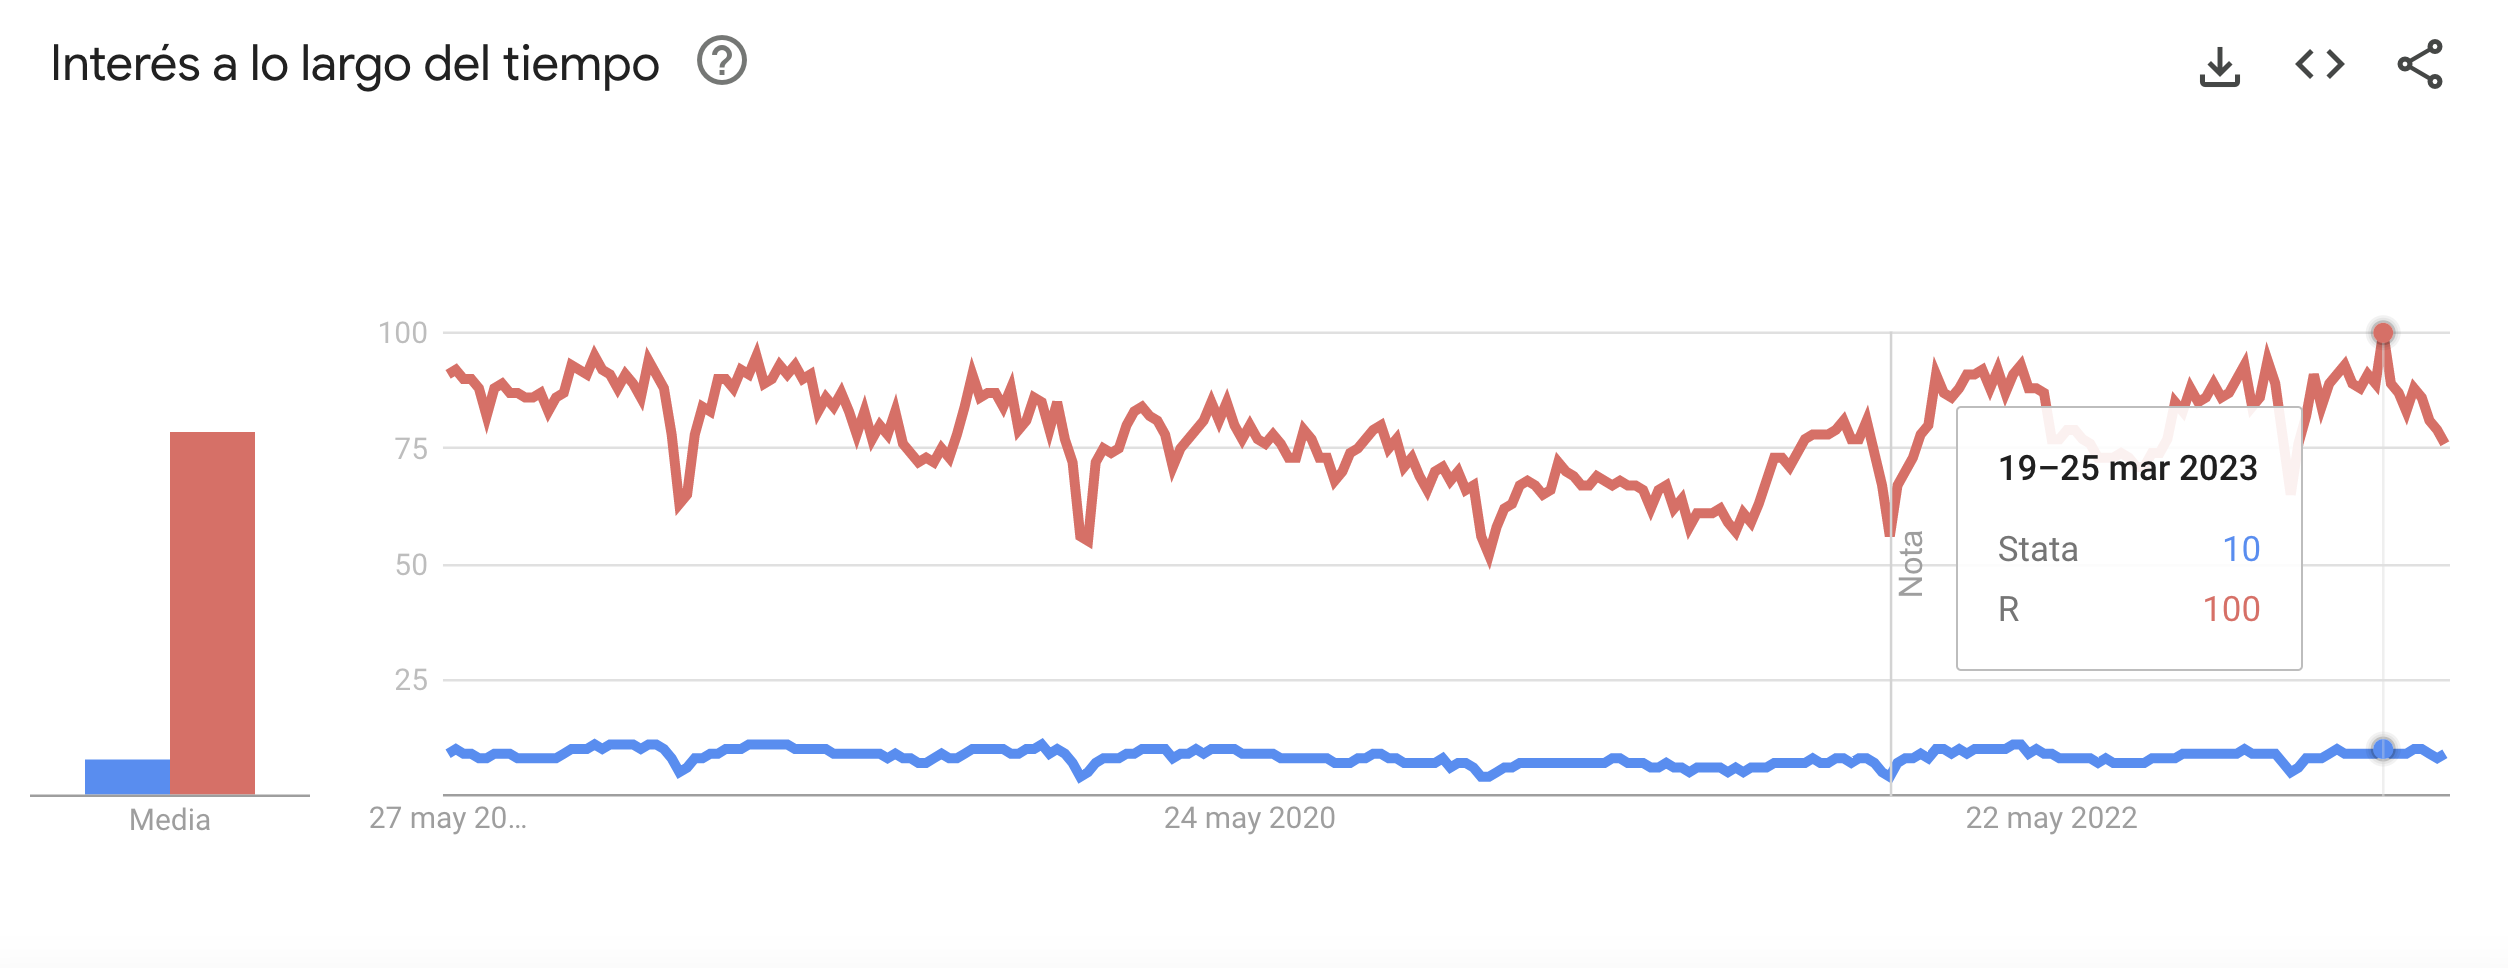 Interés a lo largo del tiempo
100
75
50
25
Nota
19–25 mar 2023
Stata 10
R 100
Media
27 may 20...
24 may 2020
22 may 2022